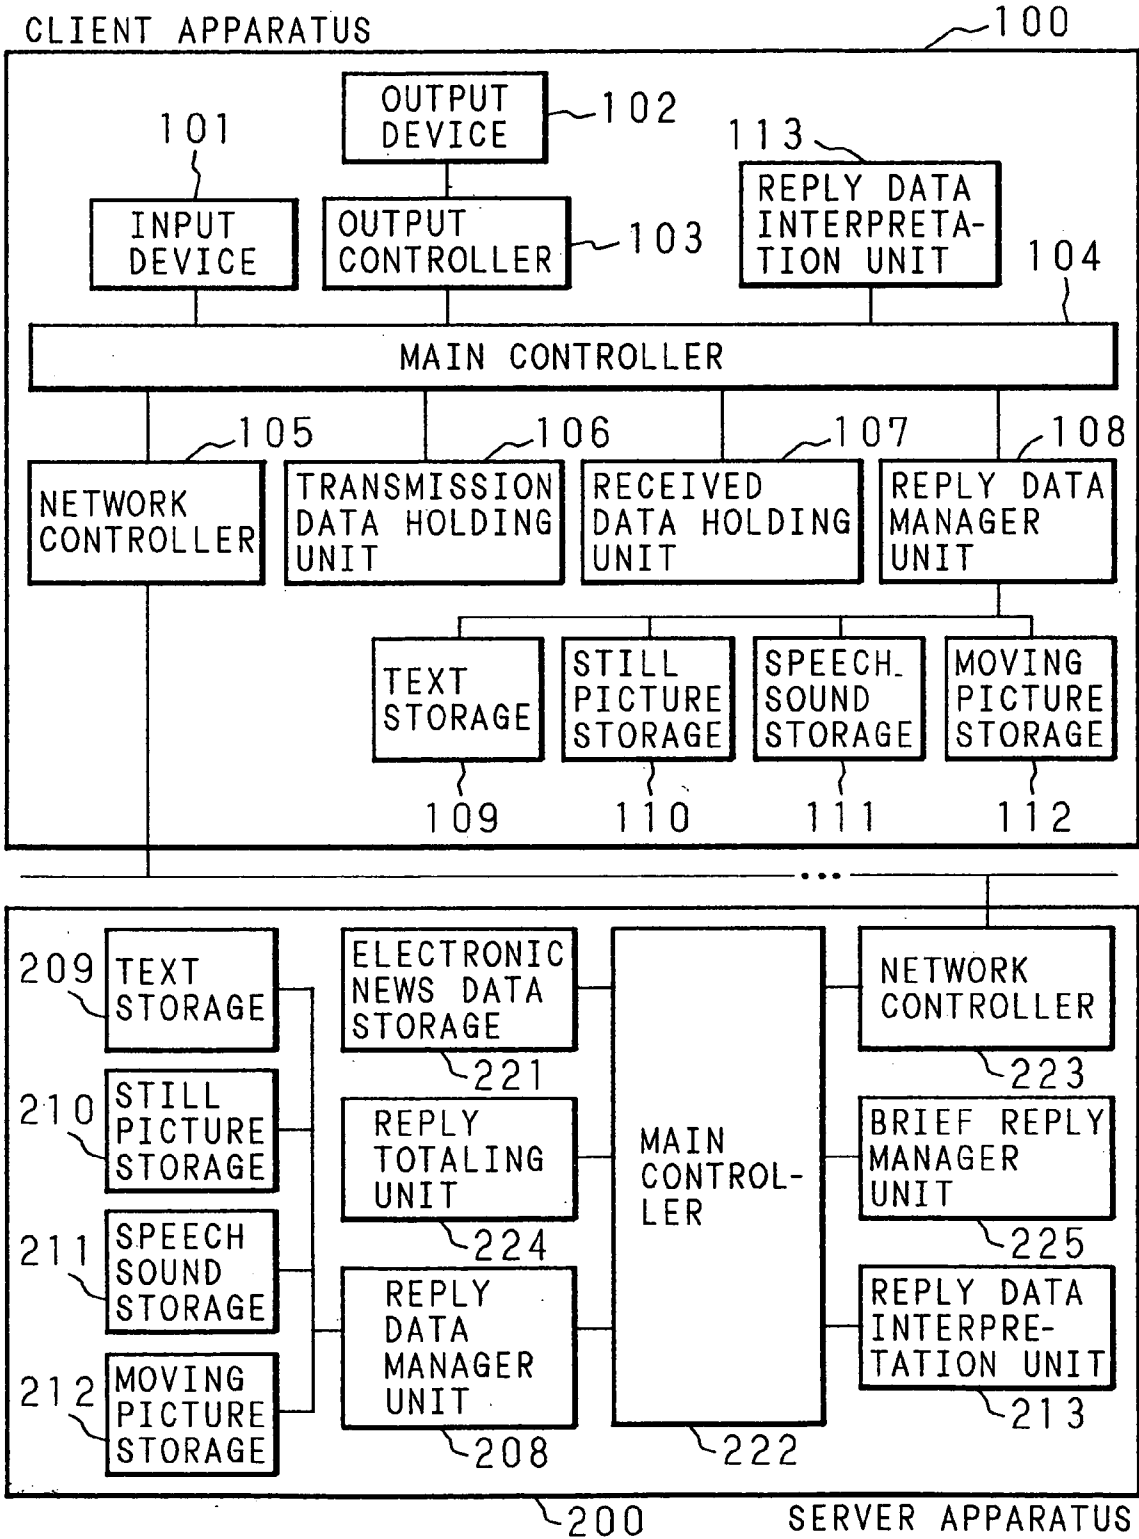 CLIENT APPARATUS
100
OUTPUT
DEVICE
102
101
113
INPUT
DEVICE
OUTPUT
CONTROLLER
103
REPLY DATA
INTERPRETA-
TION UNIT
104
MAIN CONTROLLER
105
106
107
108
NETWORK
CONTROLLER
TRANSMISSION
DATA HOLDING
UNIT
RECEIVED
DATA HOLDING
UNIT
REPLY DATA
MANAGER
UNIT
TEXT
STORAGE
STILL
PICTURE
STORAGE
SPEECH
SOUND
STORAGE
MOVING
PICTURE
STORAGE
109
110
111
112
209
TEXT
STORAGE
ELECTRONIC
NEWS DATA
STORAGE
221
NETWORK
CONTROLLER
223
210
STILL
PICTURE
STORAGE
REPLY
TOTALING
UNIT
224
MAIN
CONTROL-
LER
222
BRIEF REPLY
MANAGER
UNIT
225
211
SPEECH
SOUND
STORAGE
REPLY
DATA
MANAGER
UNIT
208
REPLY DATA
INTERPRE-
TATION UNIT
213
212
MOVING
PICTURE
STORAGE
200
SERVER APPARATUS